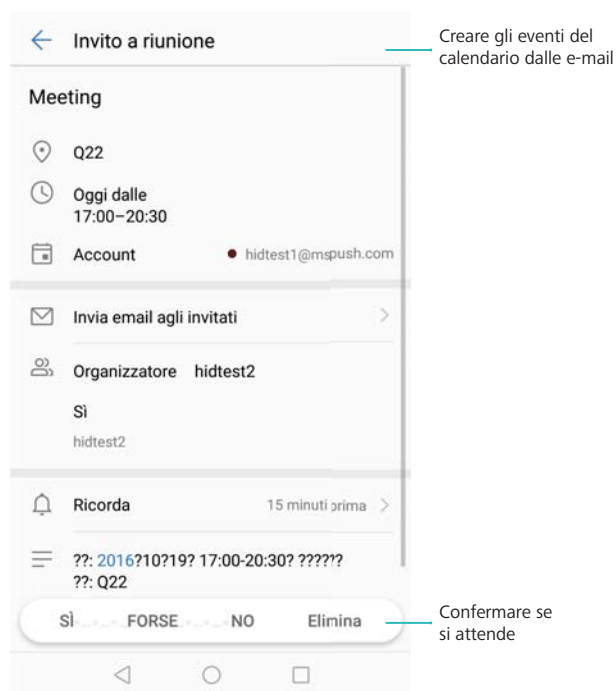 Invito a riunione
Creare gli eventi del
calendario dalle e-mail
Meeting
Q22
Oggi dalle
17:00–20:30
Account hidtest1@mspush.com
Invia email agli invitati
Organizzatore hidtest2
Sì
hidtest2
Ricorda 15 minuti prima
??: 2016?10?19? 17:00-20:30? ??????
??: Q22
SÌ FORSE NO Elimina
Confermare se
si attende